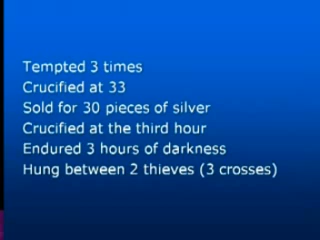 Tempted 3 times
Crucified at 33
Sold for 30 pieces of silver
Crucified at the third hour
Endured 3 hours of darkness
Hung between 2 thieves (3 crosses)